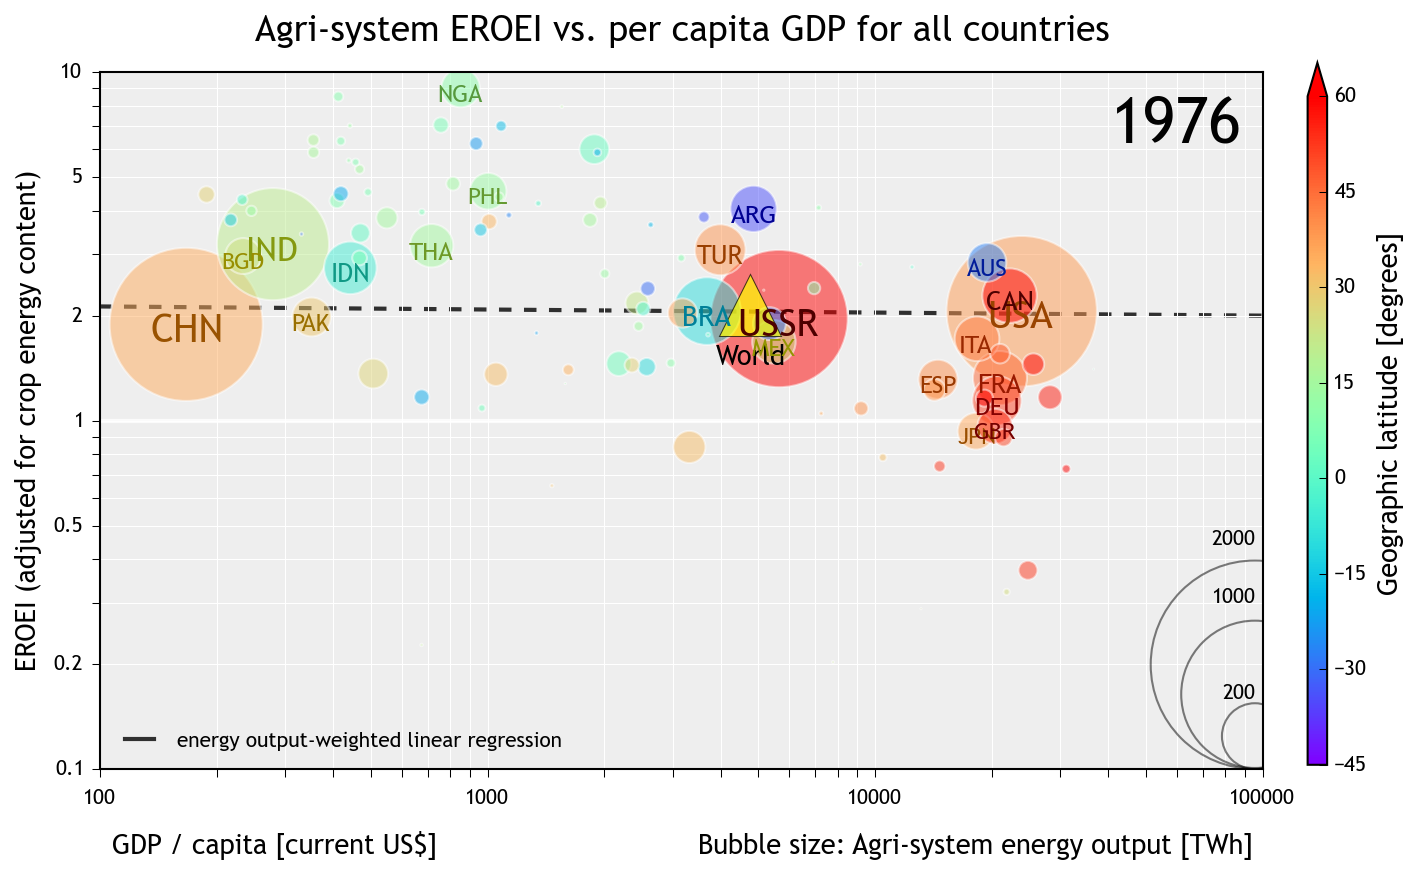 Agri-system EROEI vs. per capita GDP for all countries
1976
EROEI (adjusted for crop energy content)
10
5
2
1
0.5
0.2
0.1
NGA
PHL
THA
IND
BGD
IDN
CHN
PAK
ARG
TUR
BRA
USSR
MEX
World
AUS
CAN
USA
ITA
ESP
FRA
DEU
GBR
JPN
2000
1000
200
energy output-weighted linear regression
100
1000
10000
100000
GDP / capita [current US$]
Bubble size: Agri-system energy output [TWh]
60
45
30
15
0
−15
−30
−45
Geographic latitude [degrees]